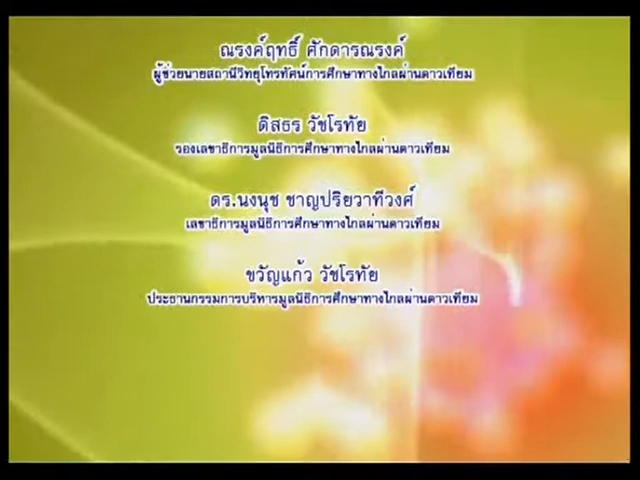 ณรงค์ฤทธิ์ ศักดารณรงค์
ผู้ช่วยนายสถานีวิทยุโทรทัศน์การศึกษาทางไกลผ่านดาวเทียม
ดิสธร วัชโรทัย
รองเลขาธิการมูลนิธิการศึกษาทางไกลผ่านดาวเทียม
ดร.นงนุช ชาญปริยวาทีวงศ์
เลขาธิการมูลนิธิการศึกษาทางไกลผ่านดาวเทียม
ขวัญแก้ว วัชโรทัย
ประธานกรรมการบริหารมูลนิธิการศึกษาทางไกลผ่านดาวเทียม